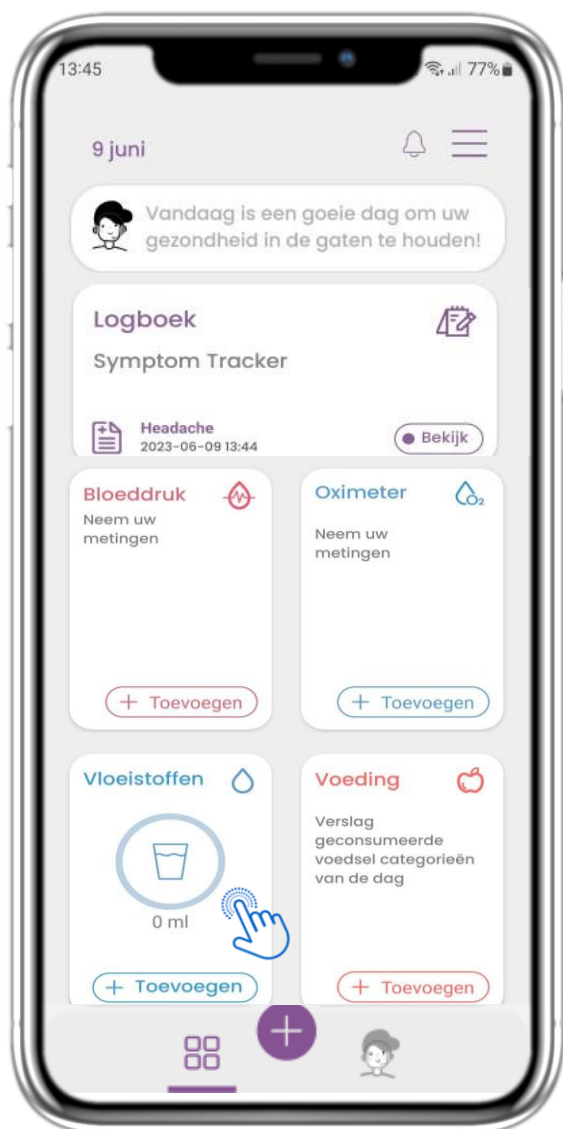 13:45
77%
9 juni
Vandaag is een goeie dag om uw
gezondheid in de gaten te houden!
Logboek
Symptom Tracker
Headache
2023-06-09 13:44
Bekijk
Bloeddruk
Neem uw
metingen
+ Toevoegen
Oximeter
O2
Neem uw
metingen
+ Toevoegen
Vloeistoffen
0 ml
+ Toevoegen
Voeding
Verslag
geconsumeerde
voedsel categorieën
van de dag
+ Toevoegen